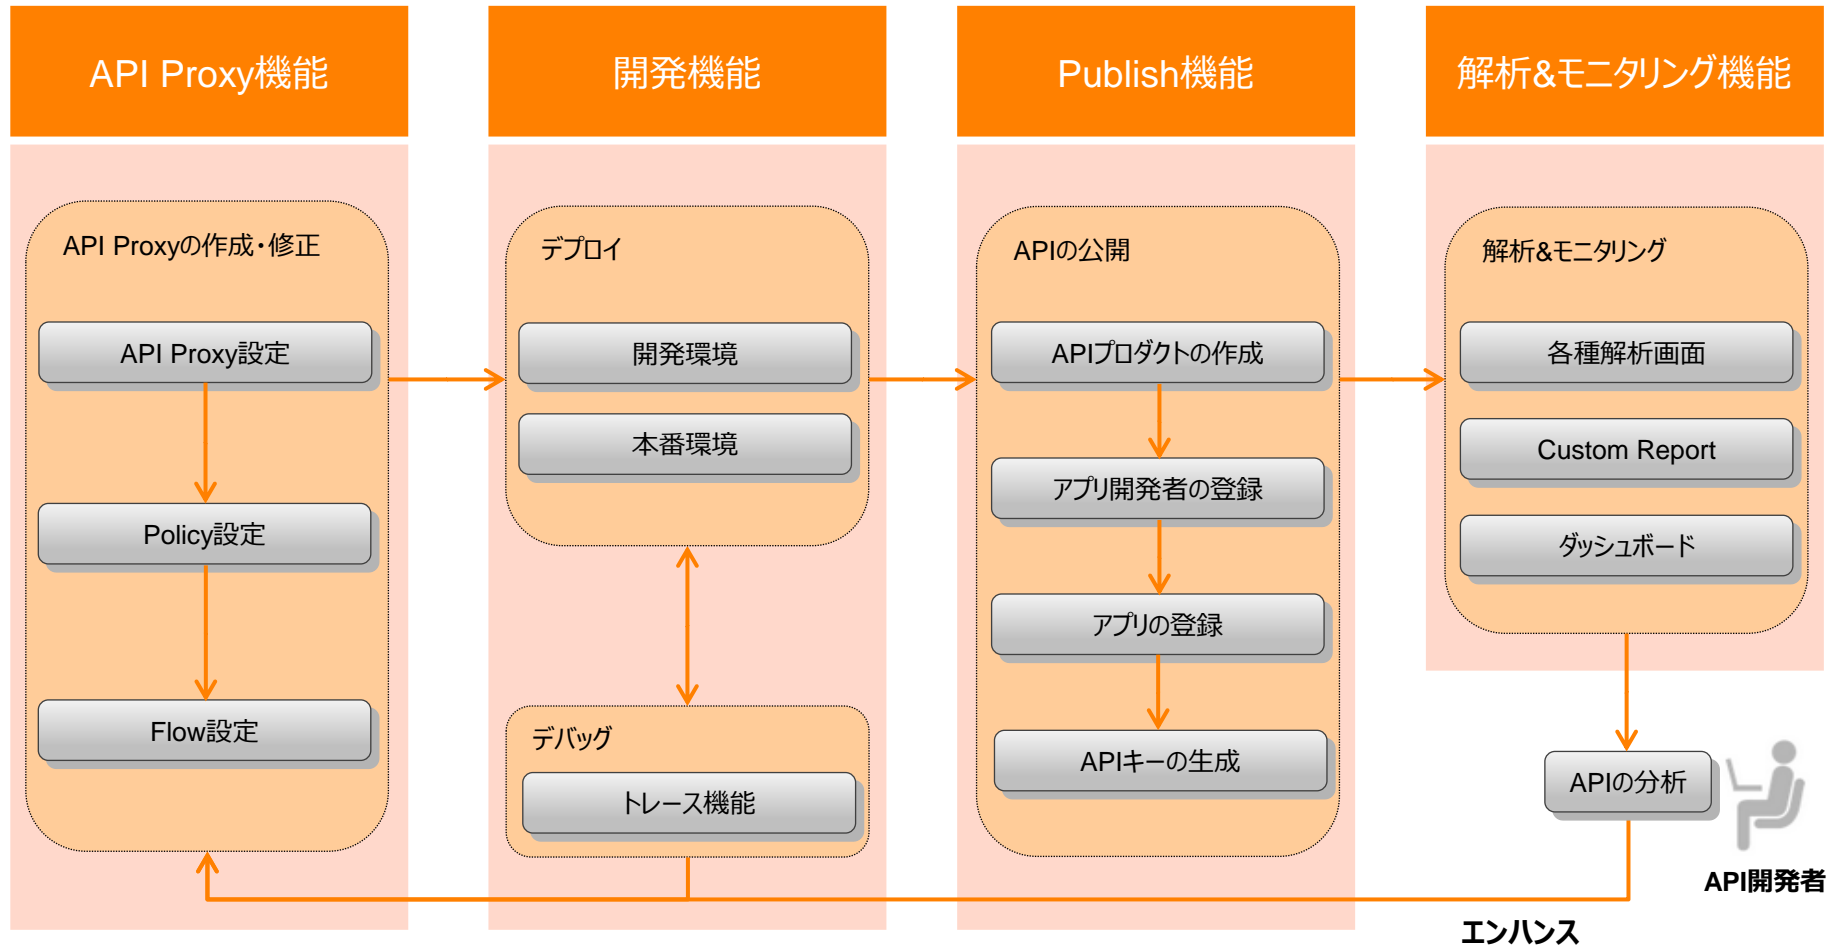 API Proxy機能
開発機能
Publish機能
解析&モニタリング機能
API Proxyの作成・修正
API Proxy設定
Policy設定
Flow設定
デプロイ
開発環境
本番環境
デバッグ
トレース機能
APIの公開
APIプロダクトの作成
アプリ開発者の登録
アプリの登録
APIキーの生成
解析&モニタリング
各種解析画面
Custom Report
ダッシュボード
APIの分析
API開発者
エンハンス